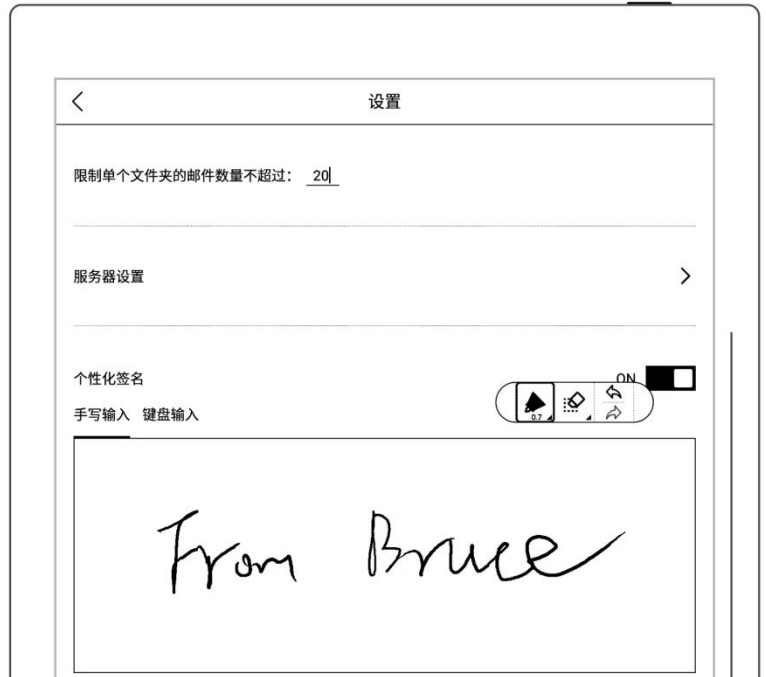 设置
限制单个文件夹的邮件数量不超过： 20
服务器设置
个性化签名 ON
手写输入 键盘输入
0.7
From Bruce